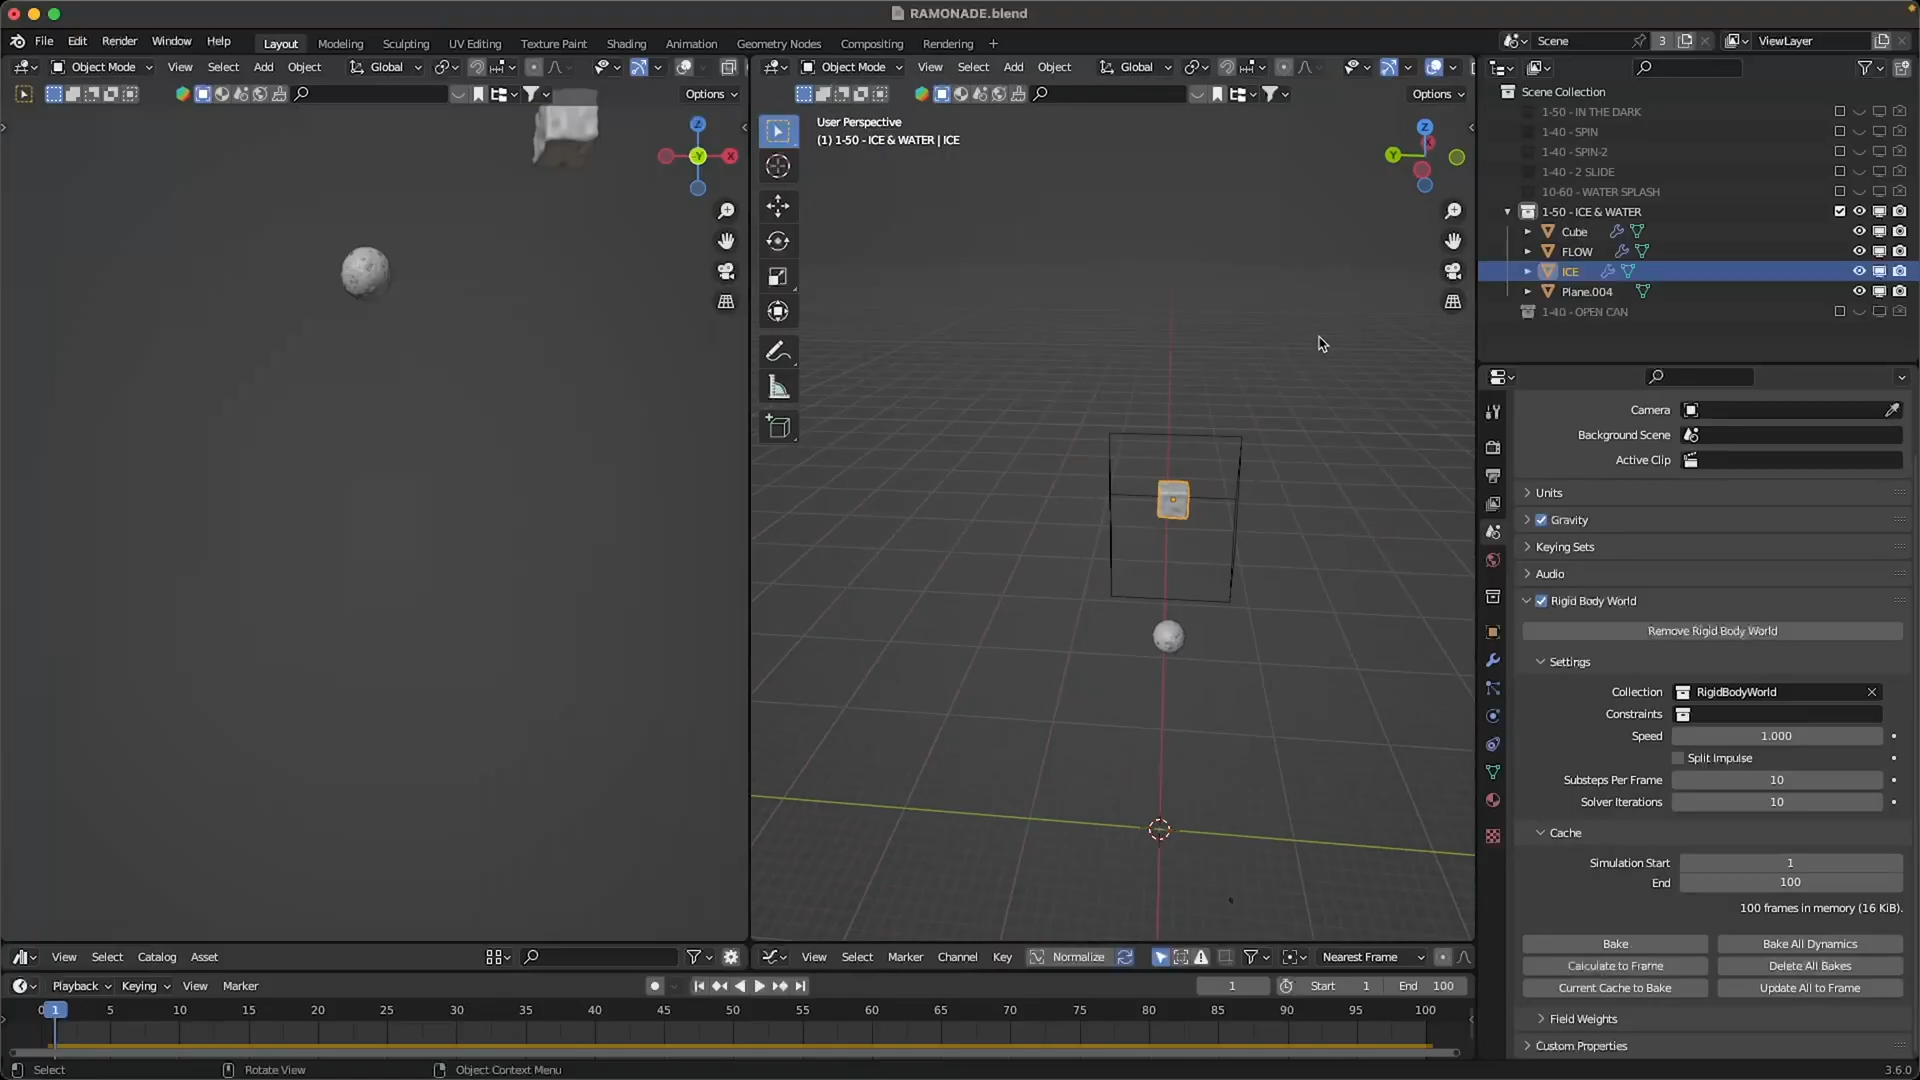 RAMONADE.blend
File Edit Render Window Help Layout Modeling Sculpting UV Editing Texture Paint Shading Animation Geometry Nodes Compositing Rendering + Scene 3 ViewLayer
Object Mode View Select Add Object Global
Object Mode View Select Add Object Global
Options
Options
User Perspective
(1) 1-50 - ICE & WATER | ICE
Z
Y
X
Z
Y
Scene Collection
1-50 - IN THE DARK
1-40 - SPIN
1-40 - SPIN-2
1-40 - 2 SLIDE
10-60 - WATER SPLASH
1-50 - ICE & WATER
Cube
FLOW
ICE
Plane.004
1-40 - OPEN CAN
Camera
Background Scene
Active Clip
Units
Gravity
Keying Sets
Audio
Rigid Body World
Remove Rigid Body World
Settings
Collection RigidBodyWorld
Constraints
Speed 1.000
Split Impulse
Substeps Per Frame 10
Solver Iterations 10
Cache
Simulation Start 1
End 100
100 frames in memory (16 KiB).
Bake Bake All Dynamics
Calculate to Frame Delete All Bakes
Current Cache to Bake Update All to Frame
Field Weights
Custom Properties
View Select Catalog Asset
View Select Marker Channel Key Normalize Nearest Frame
Playback Keying View Marker 1 Start 1 End 100
0 1 5 10 15 20 25 30 35 40 45 50 55 60 65 70 75 80 85 90 95 100
Select Rotate View Object Context Menu 3.6.0